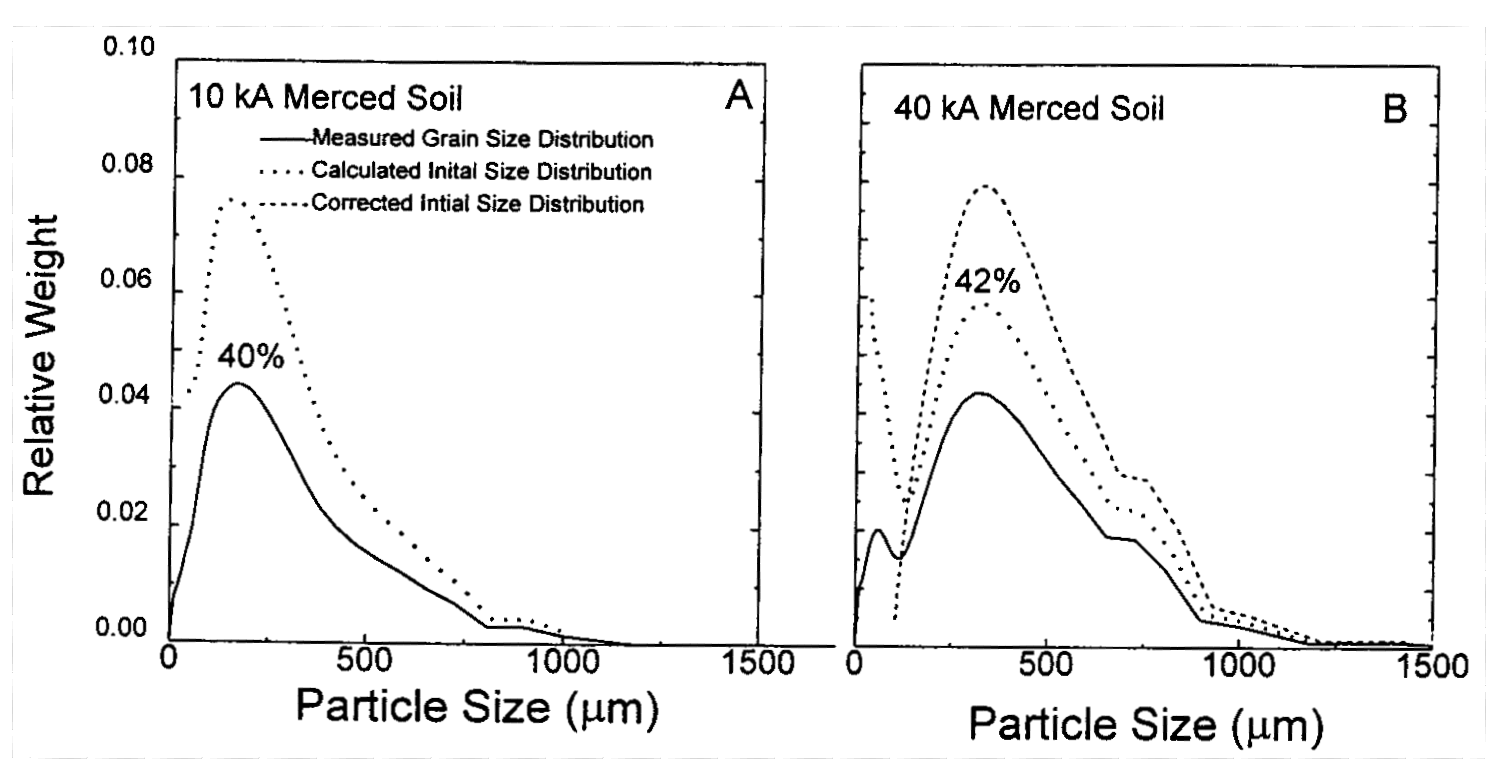 0.10
10 kA Merced Soil
A
Measured Grain Size Distribution
Calculated Inital Size Distribution
Corrected Intial Size Distribution
0.08
0.06
0.04
0.02
0.00
Relative Weight
40%
0
500
1000
1500
Particle Size (μm)
40 kA Merced Soil
B
42%
0
500
1000
1500
Particle Size (μm)